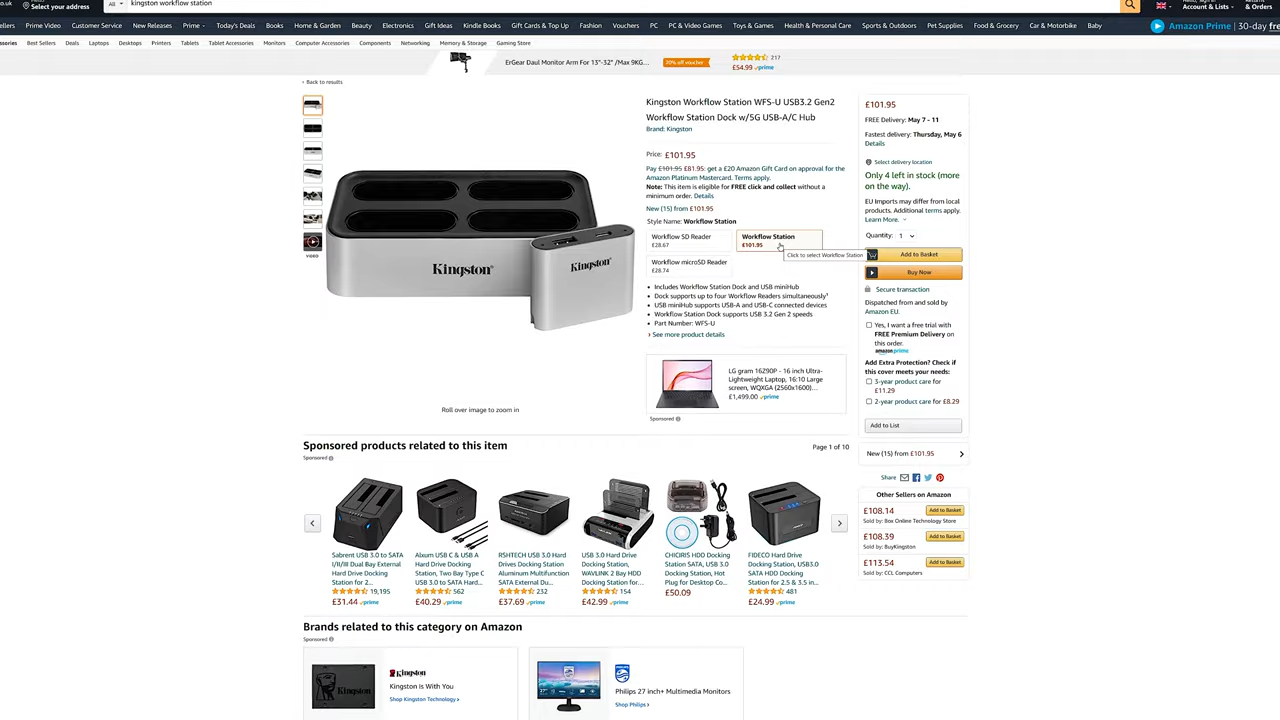 .o.uk
Select your address
All
kingston workflow station
Account & Lists
Returns
& Orders
Prime Video
Customer Service
New Releases
Prime
Today's Deals
Books
Home & Garden
Beauty
Electronics
Gift Ideas
Kindle Books
Gift Cards & Top Up
Fashion
Vouchers
PC
PC & Video Games
Toys & Games
Health & Personal Care
Sports & Outdoors
Pet Supplies
Food & Grocery
Car & Motorbike
Baby
Amazon Prime | 30-day fre
Best Sellers
Deals
Laptops
Desktops
Printers
Tablets
Tablet Accessories
Monitors
Computer Accessories
Components
Networking
Memory & Storage
Gaming Store
ErGear Daul Monitor Arm For 13"-32" /Max 9KG...
20% off voucher
217
£54.99 prime
‹ Back to results
VIDEO
Kingston
Kingston
Roll over image to zoom in
Kingston Workflow Station WFS-U USB3.2 Gen2
Workflow Station Dock w/5G USB-A/C Hub
Brand: Kingston
Price: £101.95
Pay £101.95 £81.95: get a £20 Amazon Gift Card on approval for the
Amazon Platinum Mastercard. Terms apply.
Note: This item is eligible for FREE click and collect without a
minimum order. Details
New (15) from £101.95
Style Name: Workflow Station
Workflow SD Reader
£28.67
Workflow Station
£101.95
Click to select Workflow Station
Workflow microSD Reader
£28.74
• Includes Workflow Station Dock and USB miniHub
• Dock supports up to four Workflow Readers simultaneously¹
• USB miniHub supports USB-A and USB-C connected devices
• Workflow Station Dock supports USB 3.2 Gen 2 speeds
• Part Number: WFS-U
› See more product details
LG gram 16Z90P - 16 inch Ultra-
Lightweight Laptop, 16:10 Large
screen, WQXGA (2560x1600)...
£1,499.00 prime
Sponsored
£101.95
FREE Delivery: May 7 - 11
Fastest delivery: Thursday, May 6
Details
Select delivery location
Only 4 left in stock (more
on the way).
EU Imports may differ from local
products. Additional terms apply.
Learn More.
Quantity: 1
Add to Basket
Buy Now
Secure transaction
Dispatched from and sold by
Amazon EU.
Yes, I want a free trial with
FREE Premium Delivery on
this order.
amazon prime
Add Extra Protection? Check if
this cover meets your needs:
3-year product care for
£11.29
2-year product care for £8.29
Add to List
New (15) from £101.95
Share
Other Sellers on Amazon
£108.14
Add to Basket
Sold by: Box Online Technology Store
£108.39
Add to Basket
Sold by: BuyKingston
£113.54
Add to Basket
Sold by: CCL Computers
Sponsored products related to this item
Page 1 of 10
Sponsored
Sabrent USB 3.0 to SATA
I/II/III Dual Bay External
Hard Drive Docking
Station for 2...
19,195
£31.44 prime
Alxum USB C & USB A
Hard Drive Docking
Station, Two Bay Type C
USB 3.0 to SATA Hard...
562
£40.29 prime
RSHTECH USB 3.0 Hard
Drives Docking Station
Aluminum Multifunction
SATA External Du...
232
£37.69 prime
USB 3.0 Hard Drive
Docking Station,
WAVLINK 2 Bay HDD
Docking Station for...
154
£42.99 prime
CHICIRIS HDD Docking
Station SATA, USB 3.0
Docking Station, Hot
Plug for Desktop Co...
£50.09
FIDECO Hard Drive
Docking Station, USB3.0
SATA HDD Docking
Station for 2.5 & 3.5 in...
481
£24.99 prime
Brands related to this category on Amazon
Sponsored
Kingston
Kingston
Kingston Is With You
Shop Kingston Technology ›
PHILIPS
Philips 27 inch+ Multimedia Monitors
Shop Philips ›